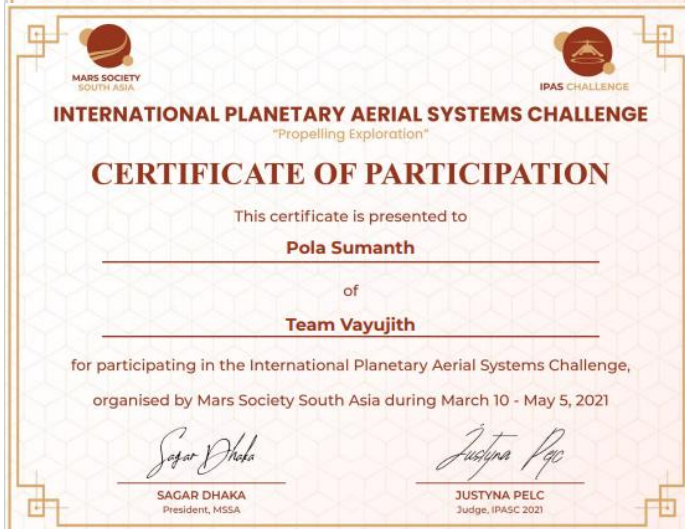 MARS SOCIETY
SOUTH ASIA
IPAS CHALLENGE
INTERNATIONAL PLANETARY AERIAL SYSTEMS CHALLENGE
"Propelling Exploration"
CERTIFICATE OF PARTICIPATION
This certificate is presented to
Pola Sumanth
of
Team Vayujith
for participating in the International Planetary Aerial Systems Challenge,
organised by Mars Society South Asia during March 10 - May 5, 2021
Sagar Dhaka
Justyna Pelc
SAGAR DHAKA
President, MSSA
JUSTYNA PELC
Judge, IPASC 2021